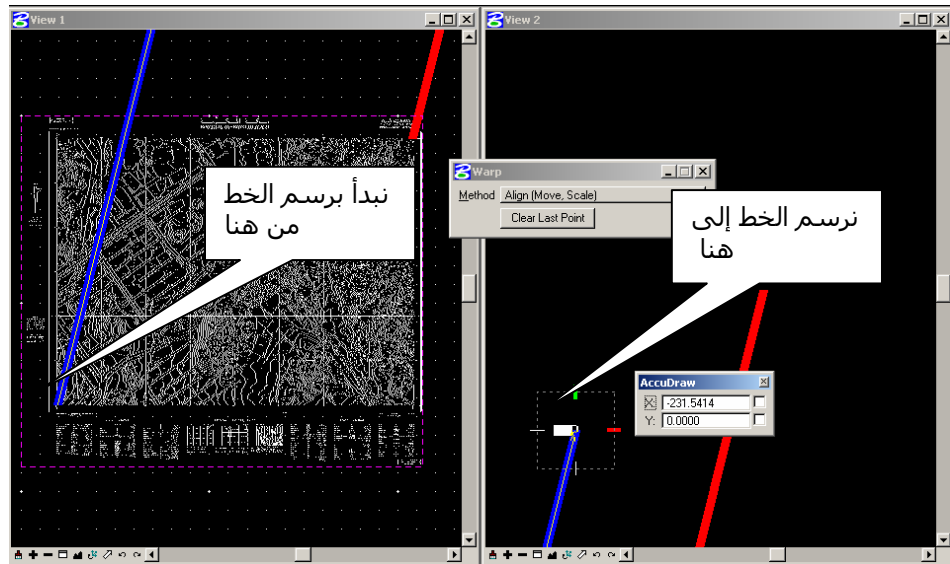 View 1
View 2
نبدأ برسم الخط
من هنا
Warp
Method Align (Move, Scale)
Clear Last Point
نرسم الخط إلى
هنا
AccuDraw
X: -231.5414
Y: 0.0000